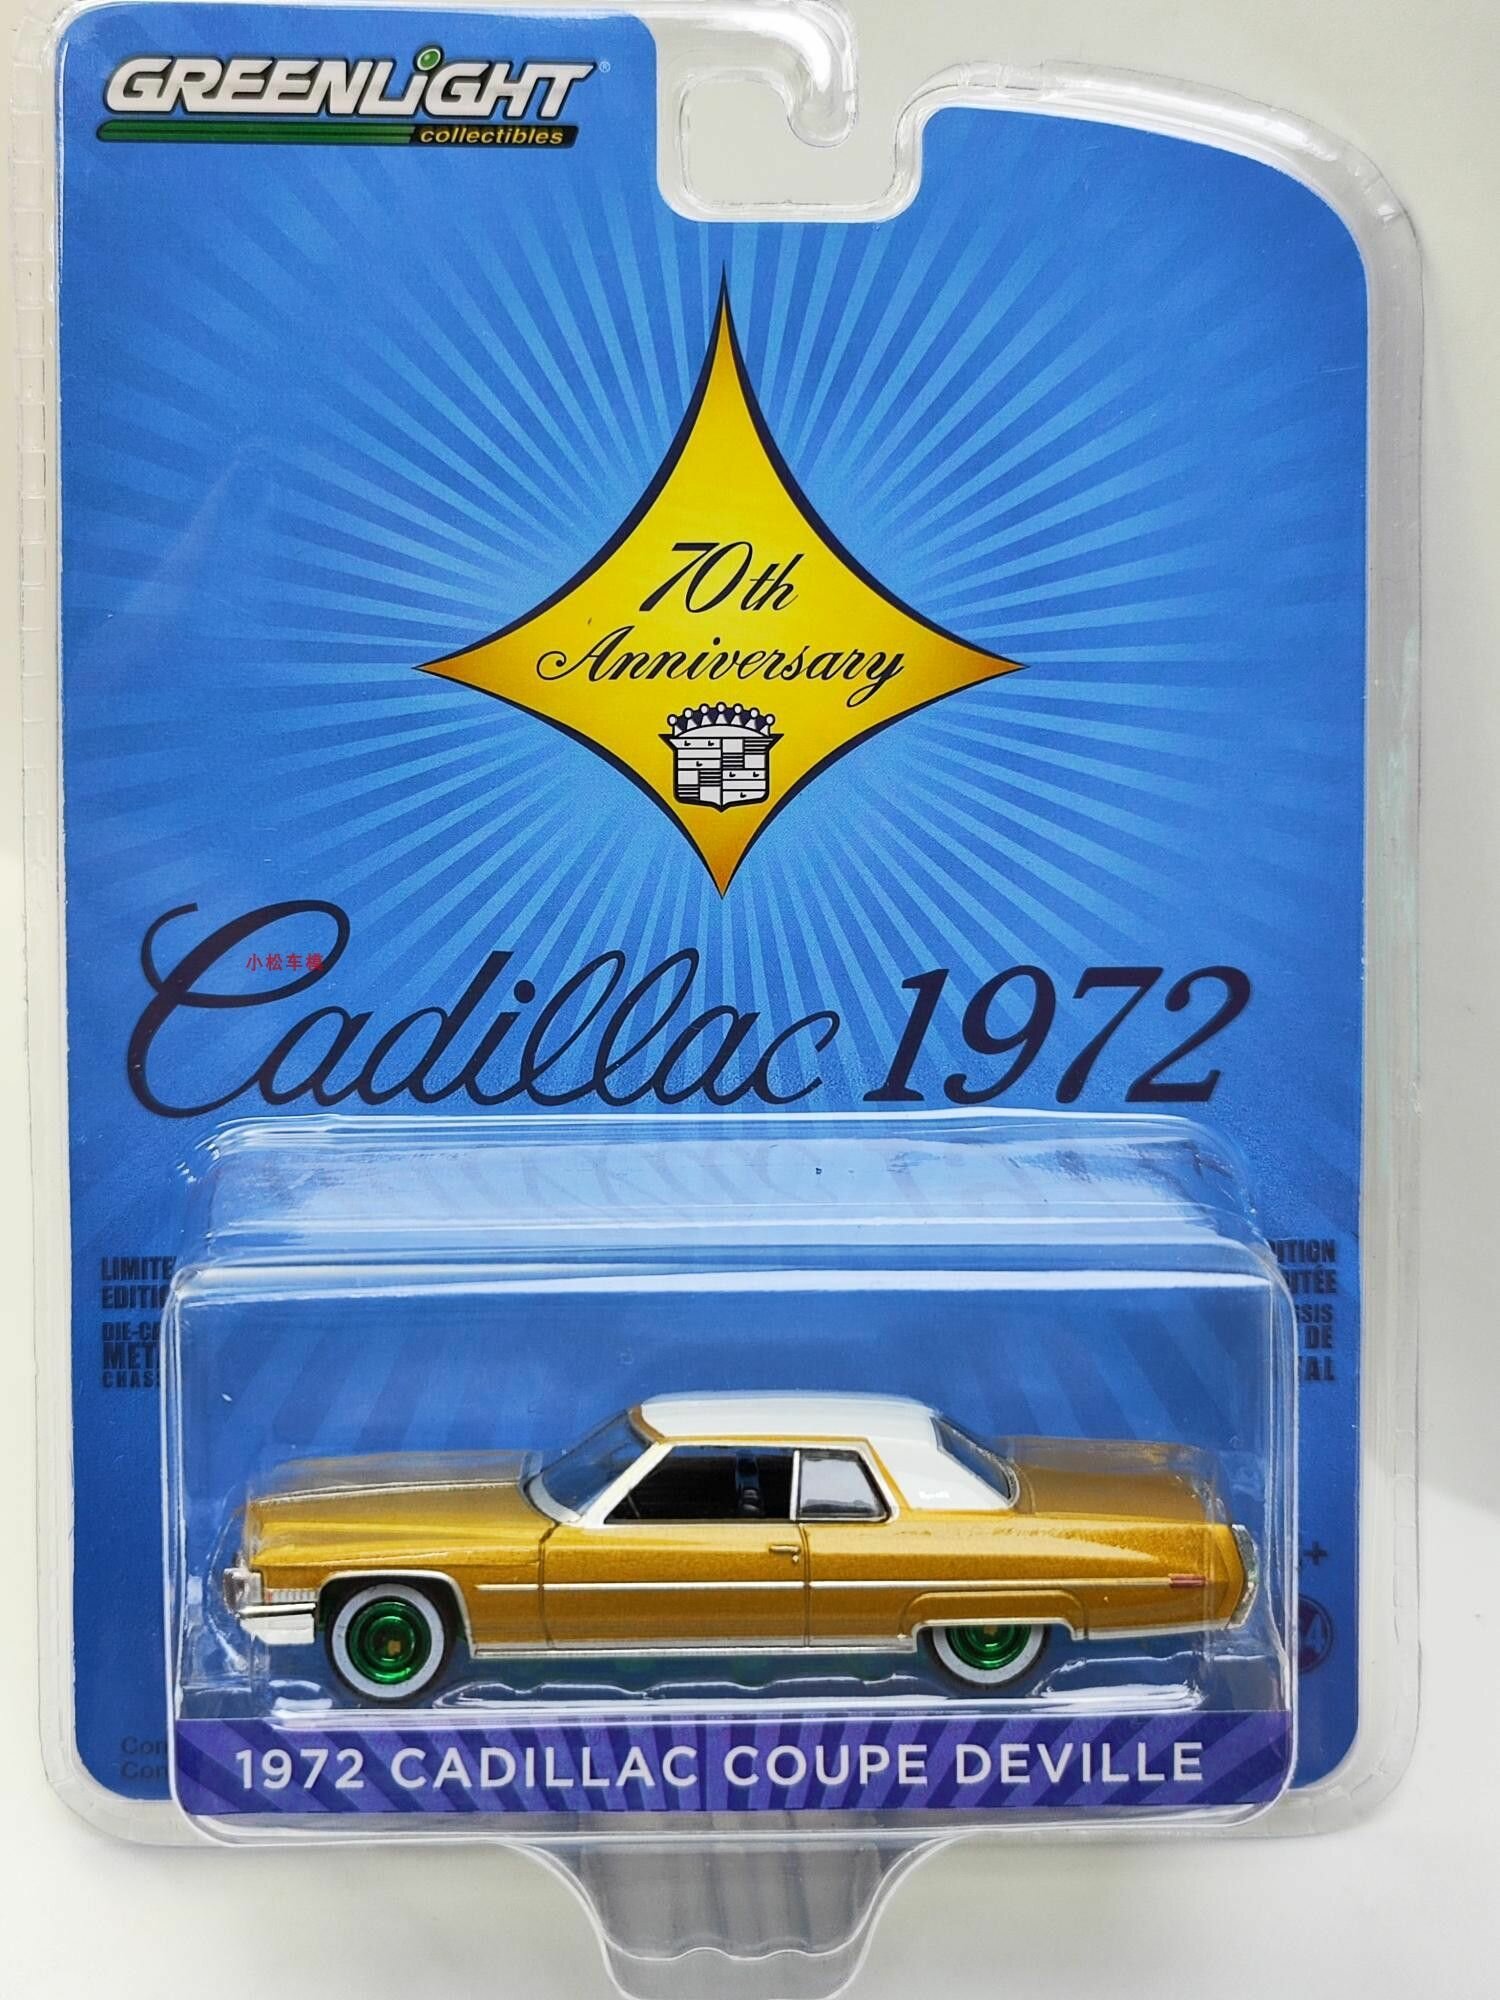 GREENLIGHT®
collectibles
70th
Anniversary
小松车模
Cadillac 1972
1972 CADILLAC COUPE DEVILLE